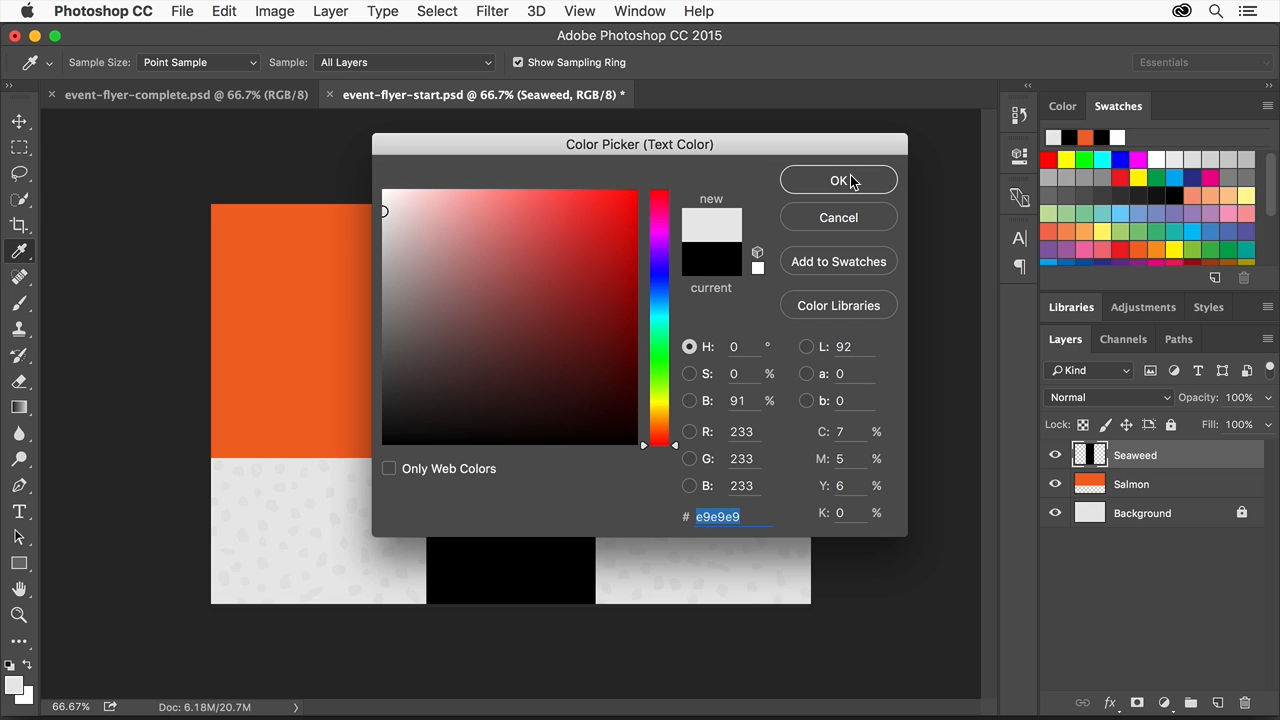 Photoshop CC File Edit Image Layer Type Select Filter 3D View Window Help
Adobe Photoshop CC 2015
Sample Size: Point Sample Sample: All Layers Show Sampling Ring Essentials
event-flyer-complete.psd @ 66.7% (RGB/8) event-flyer-start.psd @ 66.7% (Seaweed, RGB/8) *
Color Swatches
Color Picker (Text Color)
OK
new
Cancel
Add to Swatches
current
Color Libraries
H: 0 ° L: 92
S: 0 % a: 0
B: 91 % b: 0
R: 233 C: 7 %
G: 233 M: 5 %
B: 233 Y: 6 %
# e9e9e9 K: 0 %
Only Web Colors
Libraries Adjustments Styles
Layers Channels Paths
Kind
Normal Opacity: 100%
Lock: Fill: 100%
Seaweed
Salmon
Background
66.67% Doc: 6.18M/20.7M